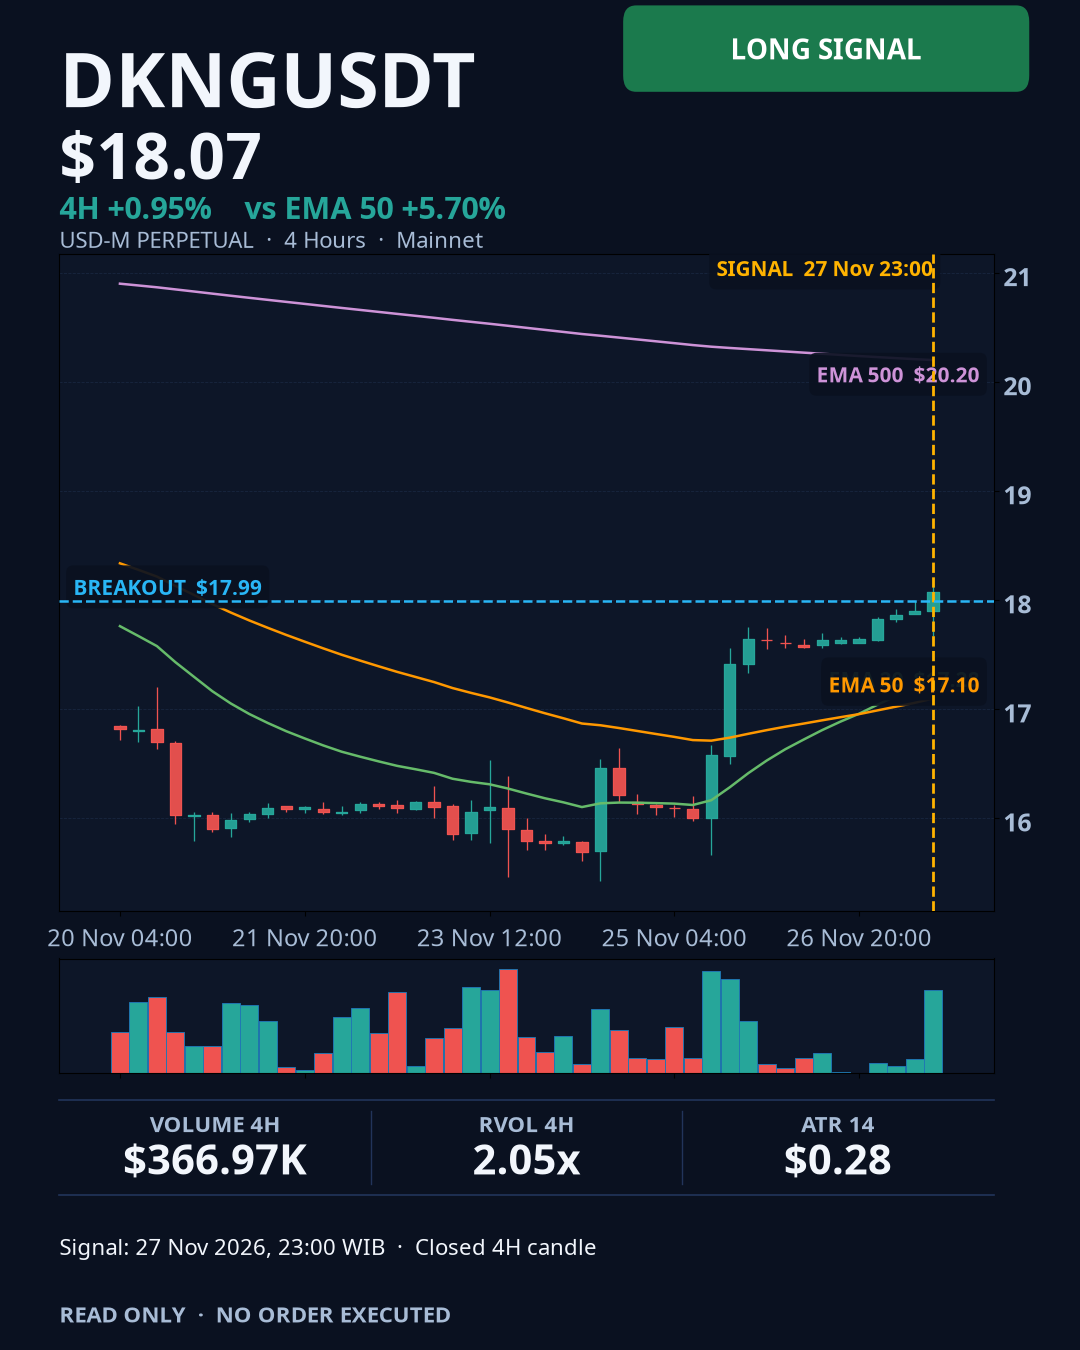 LONG SIGNAL
DKNGUSDT
$18.07
4H +0.95% vs EMA 50 +5.70%
USD-M PERPETUAL · 4 Hours · Mainnet
SIGNAL 27 Nov 23:00
21
EMA 500 $20.20
20
19
BREAKOUT $17.99
18
EMA 50 $17.10
17
16
20 Nov 04:00 21 Nov 20:00 23 Nov 12:00 25 Nov 04:00 26 Nov 20:00
VOLUME 4H RVOL 4H ATR 14
$366.97K 2.05x $0.28
Signal: 27 Nov 2026, 23:00 WIB · Closed 4H candle
READ ONLY · NO ORDER EXECUTED